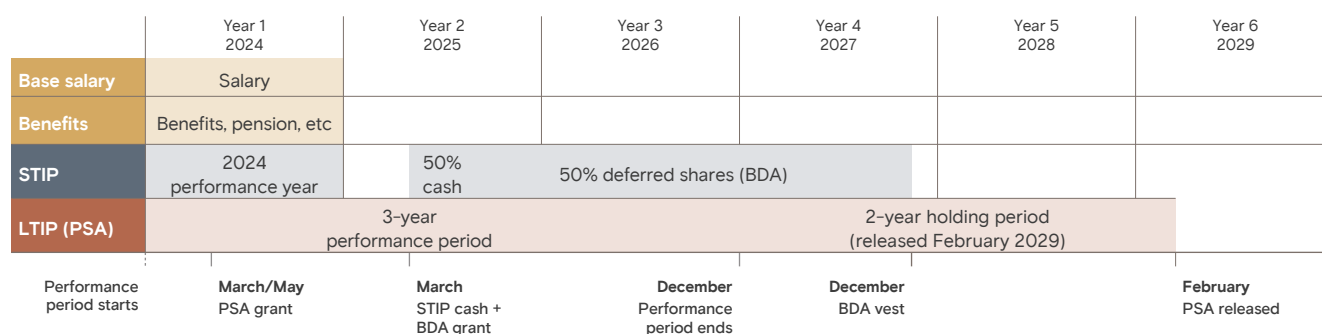 Year 1
2024
Year 2
2025
Year 3
2026
Year 4
2027
Year 5
2028
Year 6
2029
Base salary
Salary
Benefits
Benefits, pension, etc
STIP
2024
performance year
50%
cash
50% deferred shares (BDA)
LTIP (PSA)
3-year
performance period
2-year holding period
(released February 2029)
Performance
period starts
March/May
PSA grant
March
STIP cash +
BDA grant
December
Performance
period ends
December
BDA vest
February
PSA released